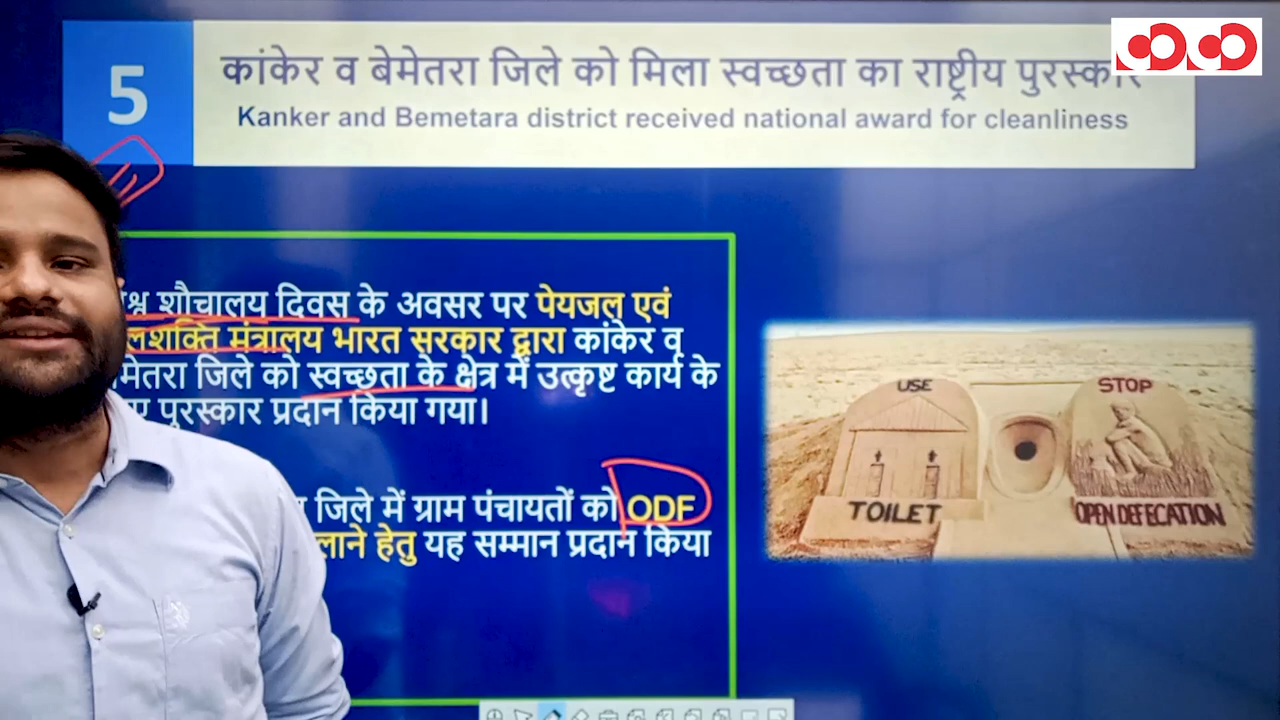 5
कांकेर व बेमेतरा जिले को मिला स्वच्छता का राष्ट्रीय पुरस्कार
Kanker and Bemetara district received national award for cleanliness
शौचालय दिवस के अवसर पर पेयजल एवं
मंत्रालय भारत सरकार द्वारा कांकेर व
जिले को स्वच्छता के क्षेत्र में उत्कृष्ट कार्य के
पुरस्कार प्रदान किया गया।
जिले में ग्राम पंचायतों को ODF
हेतु यह सम्मान प्रदान किया
USE
TOILET
STOP
OPEN DEFECATION